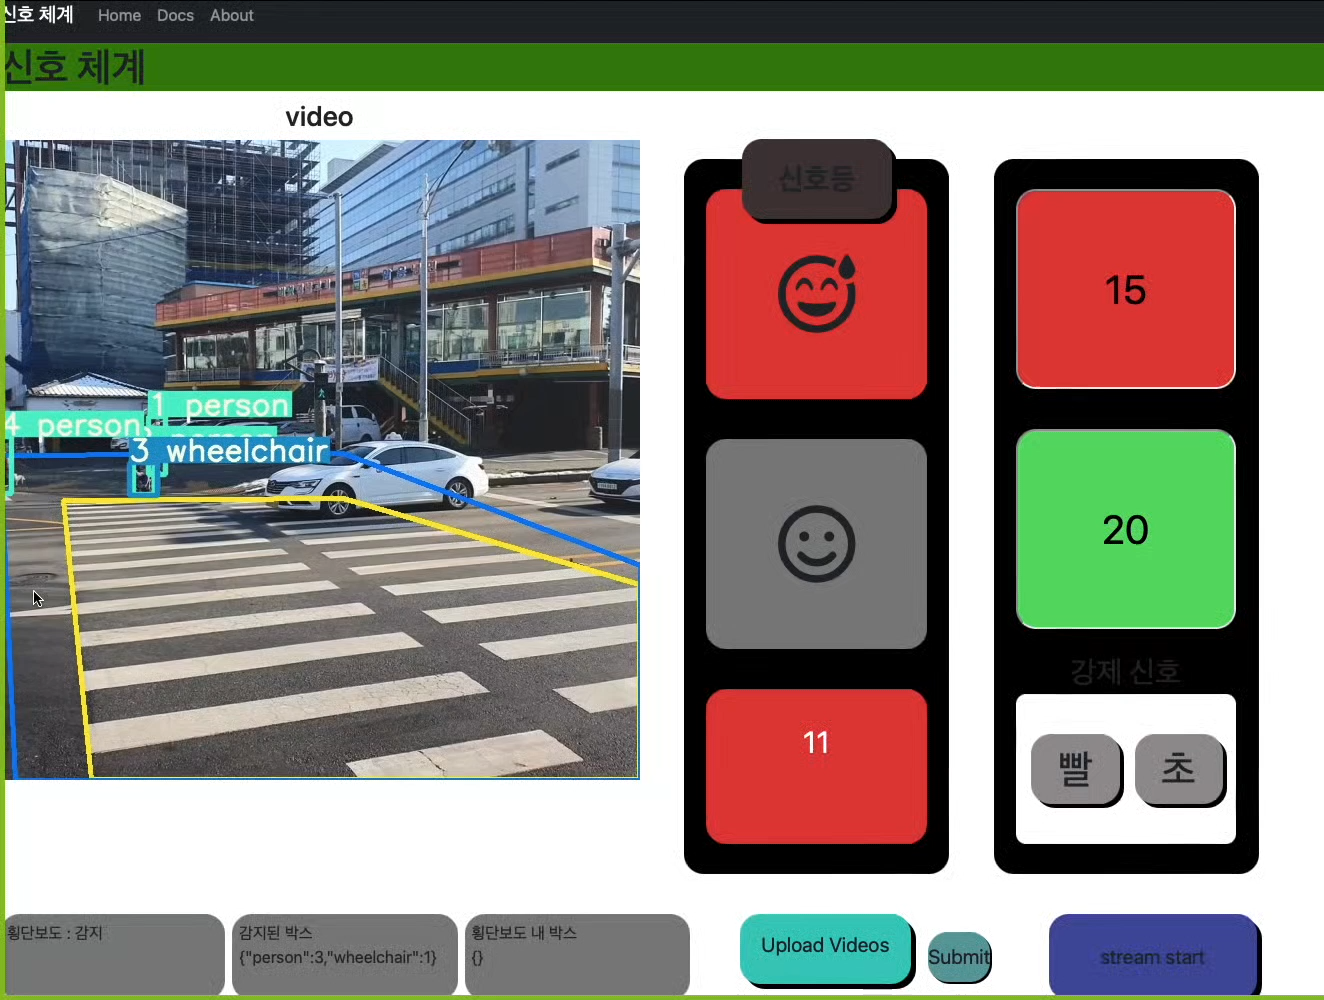 신호 체계 Home Docs About
신호 체계
video
1 person
4 person
person
3 wheelchair
신호등
11
15
20
강제 신호
빨 초
횡단보도 : 감지
감지된 박스
{"person":3,"wheelchair":1}
횡단보도 내 박스
{}
Upload Videos
Submit
stream start